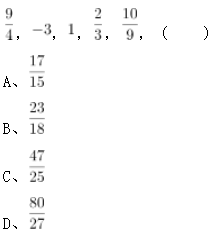 9/4, -3, 1, 2/3, 10/9, (    )
A、17/15
B、23/18
C、47/25
D、80/27